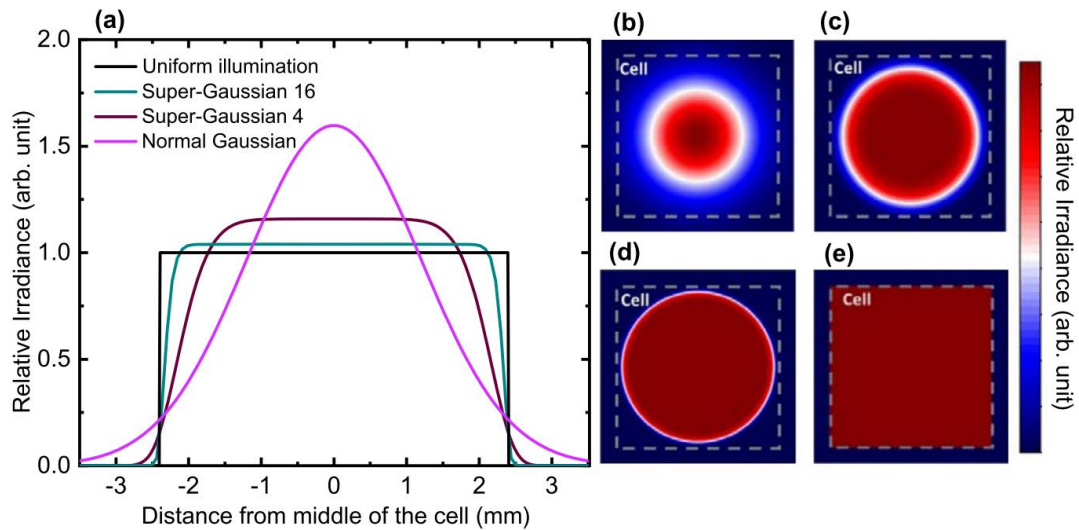 (a)
2.0
1.5
1.0
0.5
0.0
Relative Irradiance (arb. unit)
Uniform illumination
Super-Gaussian 16
Super-Gaussian 4
Normal Gaussian
-3 -2 -1 0 1 2 3
Distance from middle of the cell (mm)
(b)
Cell
(c)
Cell
(d)
Cell
(e)
Cell
Relative Irradiance (arb. unit)